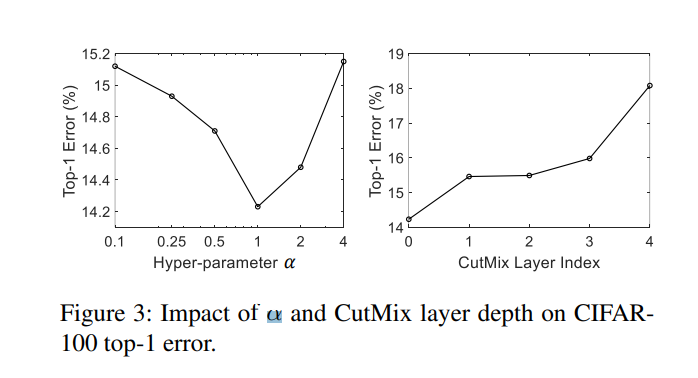 15.2
15
14.8
14.6
14.4
14.2
Top-1 Error (%)
0.1 0.25 0.5 1 2 4
Hyper-parameter α
19
18
17
16
15
14
Top-1 Error (%)
0 1 2 3 4
CutMix Layer Index
Figure 3: Impact of α and CutMix layer depth on CIFAR-
100 top-1 error.